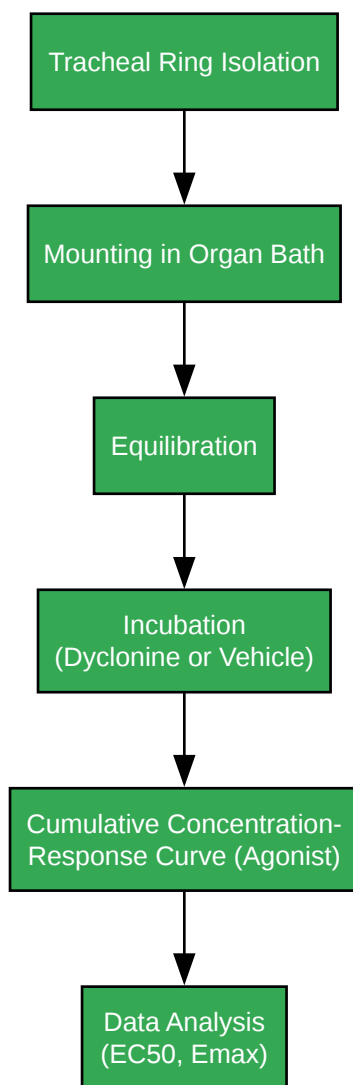 Tracheal Ring Isolation
Mounting in Organ Bath
Equilibration
Incubation
(Dyclonine or Vehicle)
Cumulative Concentration-
Response Curve (Agonist)
Data Analysis
(EC50, Emax)